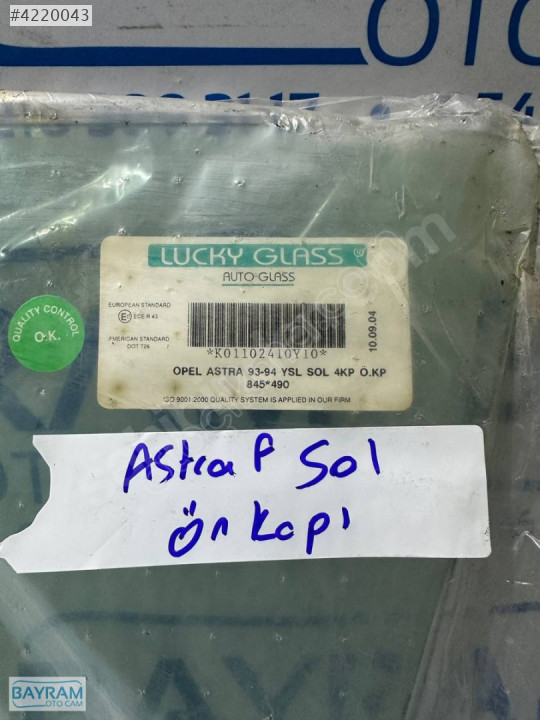 #4220043
OTO
LUCKY GLASS
AUTO GLASS
EUROPEAN STANDARD
ECE R 43
AMERICAN STANDARD
DOT 726
10.09.04
*K01102410Y10*
OPEL ASTRA 93-94 YSL SOL 4KP Ö.KP
845*490
ISO 9001:2000 QUALITY SYSTEM IS APPLIED IN OUR FIRM
QUALITY CONTROL
O.K.
Astra F Sol
Ön Kapı
BAYRAM
OTO CAM